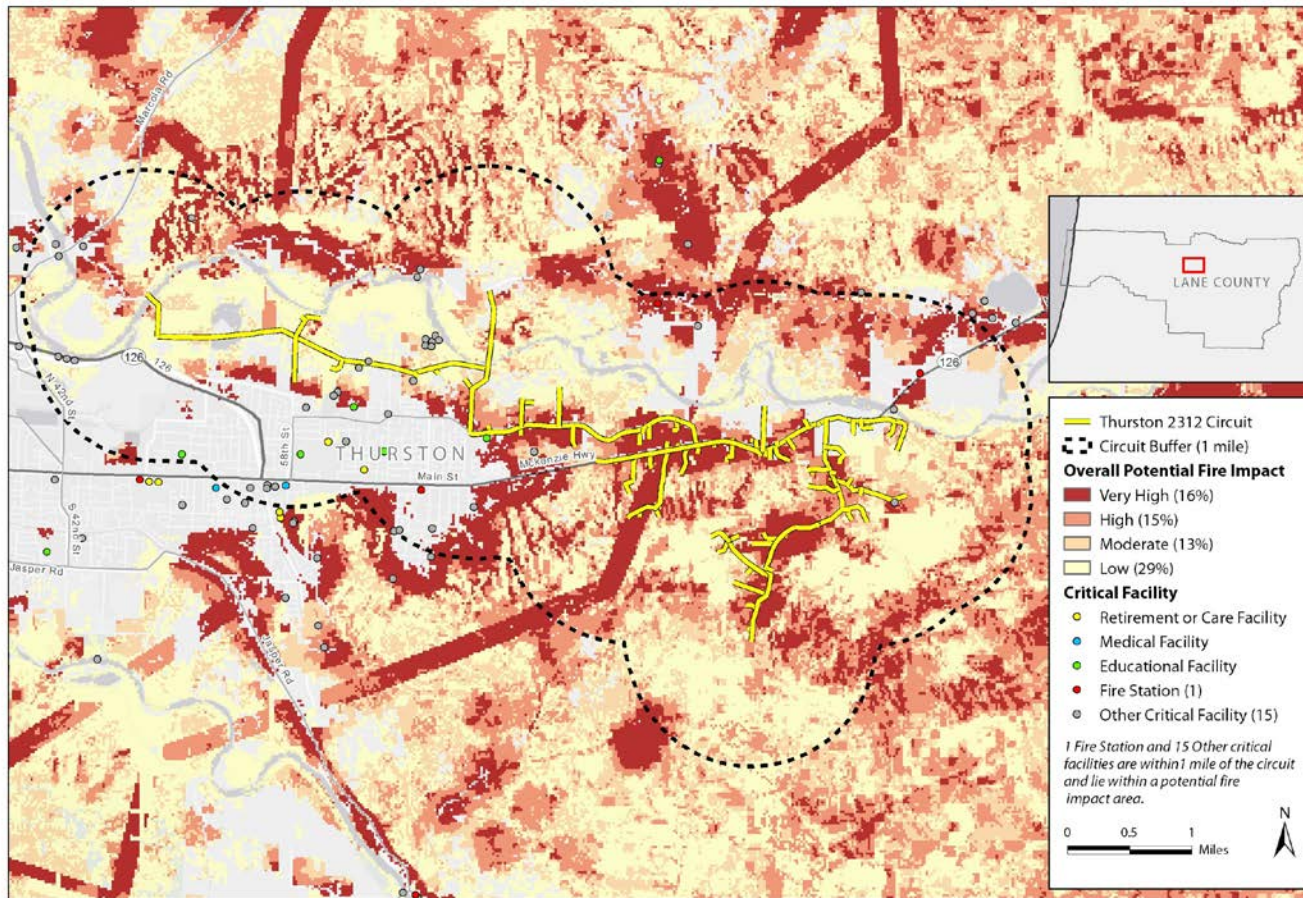 Marcola Rd
126
126
N 42nd St
58th St
THURSTON
Main St
McKenzie Hwy
126
S 42nd St
Jasper Rd
Jasper Rd
LANE COUNTY
Thurston 2312 Circuit
Circuit Buffer (1 mile)
Overall Potential Fire Impact
Very High (16%)
High (15%)
Moderate (13%)
Low (29%)
Critical Facility
Retirement or Care Facility
Medical Facility
Educational Facility
Fire Station (1)
Other Critical Facility (15)
1 Fire Station and 15 Other critical
facilities are within 1 mile of the circuit
and lie within a potential fire
impact area.
N
0 0.5 1
Miles